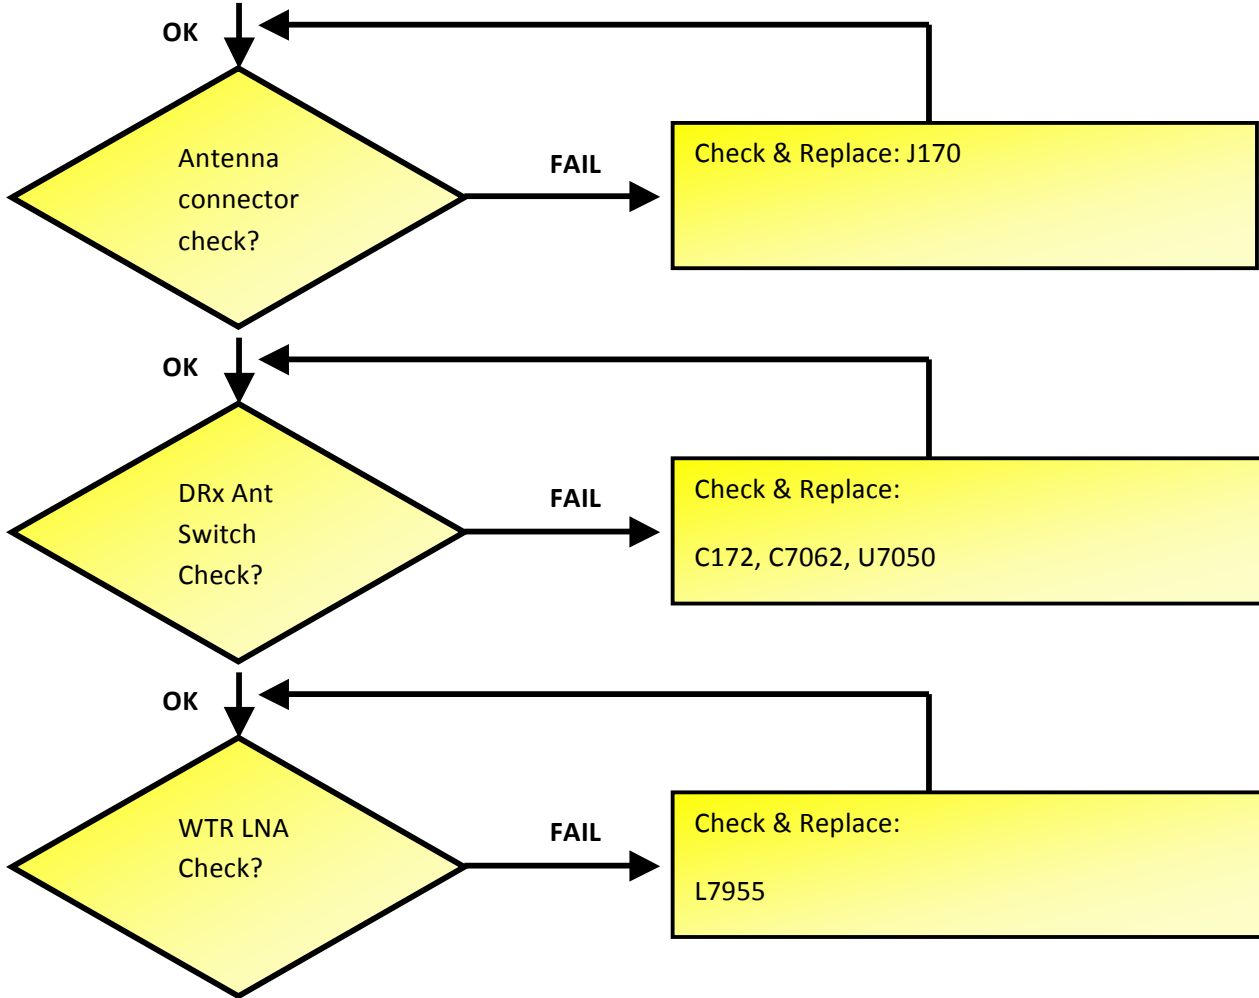 OK
Antenna
connector
check?
FAIL
Check & Replace: J170
OK
DRx Ant
Switch
Check?
FAIL
Check & Replace:
C172, C7062, U7050
OK
WTR LNA
Check?
FAIL
Check & Replace:
L7955